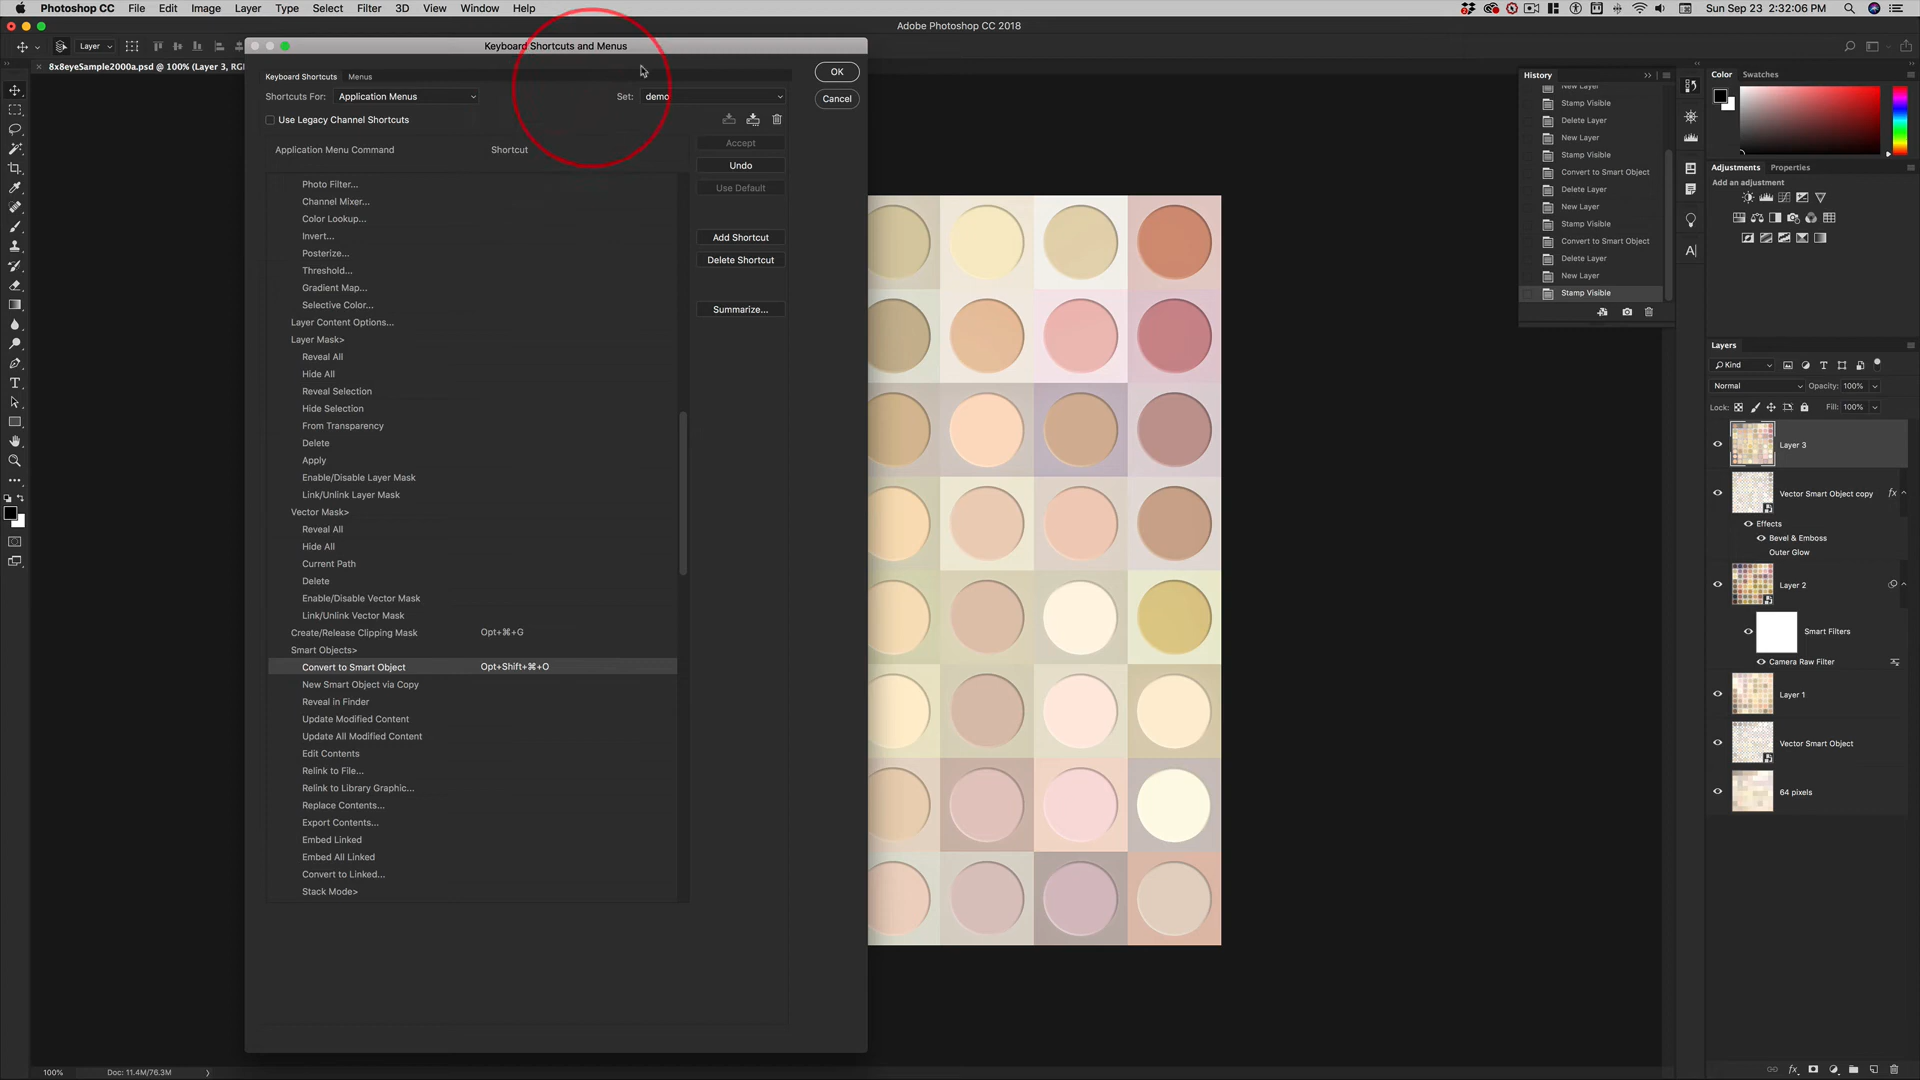 Photoshop CC File Edit Image Layer Type Select Filter 3D View Window Help Sun Sep 23 2:32:06 PM
Adobe Photoshop CC 2018
Layer
8x8eyeSample2000a.psd @ 100% (Layer 3, RG
Keyboard Shortcuts and Menus
Keyboard Shortcuts Menus
Shortcuts For: Application Menus Set: demo
Use Legacy Channel Shortcuts
OK
Cancel
Application Menu Command Shortcut
Accept
Undo
Use Default
Add Shortcut
Delete Shortcut
Summarize...
Photo Filter...
Channel Mixer...
Color Lookup...
Invert...
Posterize...
Threshold...
Gradient Map...
Selective Color...
Layer Content Options...
Layer Mask>
Reveal All
Hide All
Reveal Selection
Hide Selection
From Transparency
Delete
Apply
Enable/Disable Layer Mask
Link/Unlink Layer Mask
Vector Mask>
Reveal All
Hide All
Current Path
Delete
Enable/Disable Vector Mask
Link/Unlink Vector Mask
Create/Release Clipping Mask Opt+⌘+G
Smart Objects>
Convert to Smart Object Opt+Shift+⌘+O
New Smart Object via Copy
Reveal in Finder
Update Modified Content
Update All Modified Content
Edit Contents
Relink to File...
Relink to Library Graphic...
Replace Contents...
Export Contents...
Embed Linked
Embed All Linked
Convert to Linked...
Stack Mode>
History
New Layer
Stamp Visible
Delete Layer
New Layer
Stamp Visible
Convert to Smart Object
Delete Layer
New Layer
Stamp Visible
Convert to Smart Object
Delete Layer
New Layer
Stamp Visible
Color Swatches
Adjustments Properties
Add an adjustment
Layers
Kind
Normal Opacity: 100%
Lock: Fill: 100%
Layer 3
Vector Smart Object copy fx
Effects
Bevel & Emboss
Outer Glow
Layer 2
Smart Filters
Camera Raw Filter
Layer 1
Vector Smart Object
64 pixels
100% Doc: 11.4M/76.3M